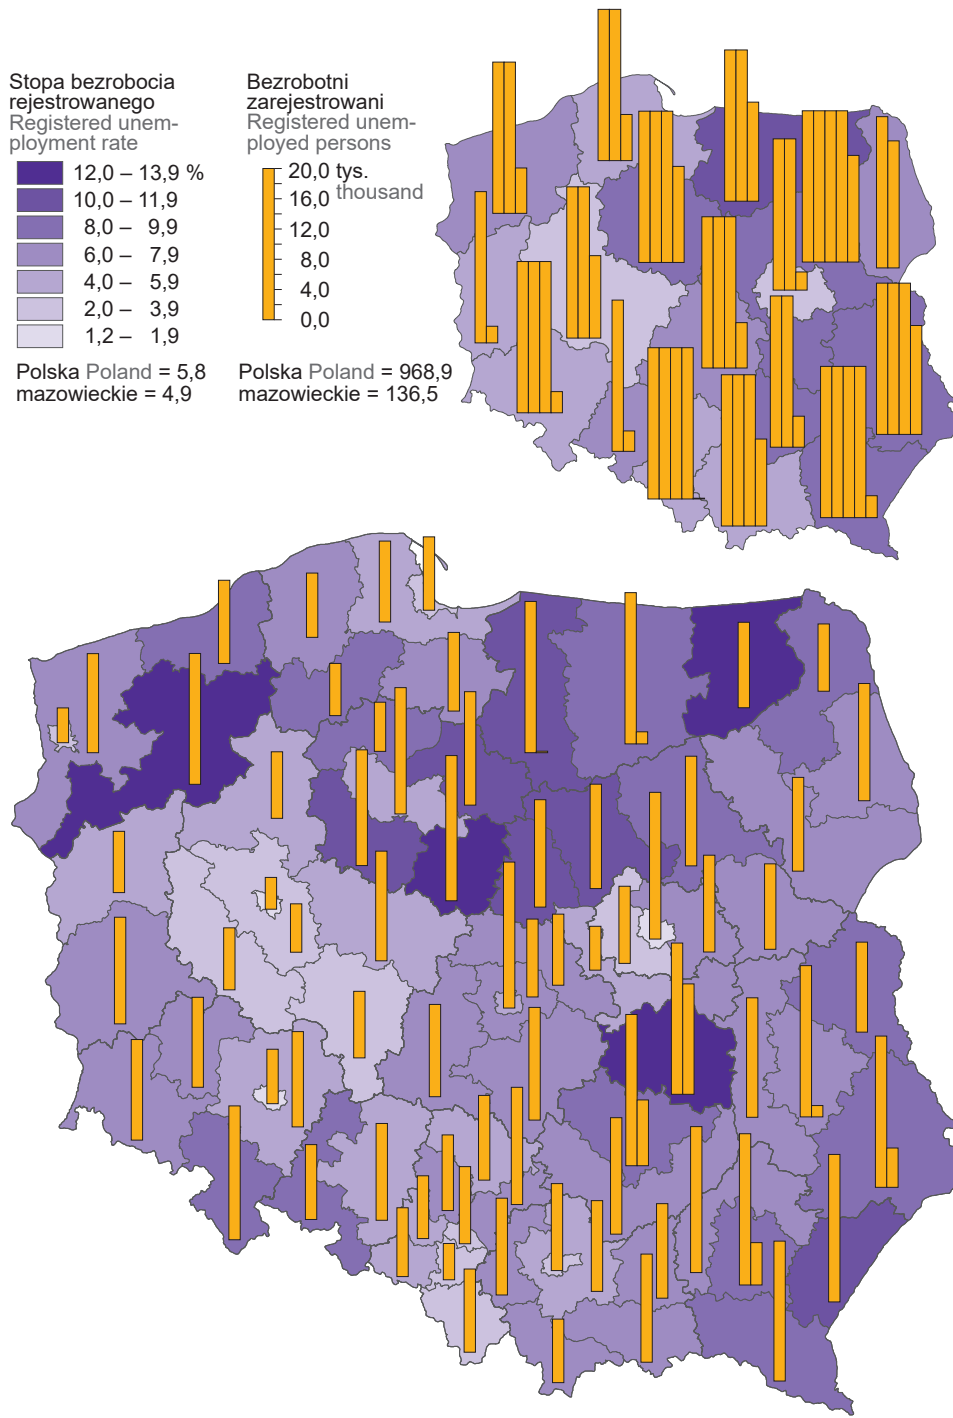 Stopa bezrobocia
rejestrowanego
Registered unem-
ployment rate
12,0 – 13,9 %
10,0 – 11,9
8,0 – 9,9
6,0 – 7,9
4,0 – 5,9
2,0 – 3,9
1,2 – 1,9
Polska Poland = 5,8
mazowieckie = 4,9
Bezrobotni
zarejestrowani
Registered unem-
ployed persons
20,0 tys.
thousand
16,0
12,0
8,0
4,0
0,0
Polska Poland = 968,9
mazowieckie = 136,5